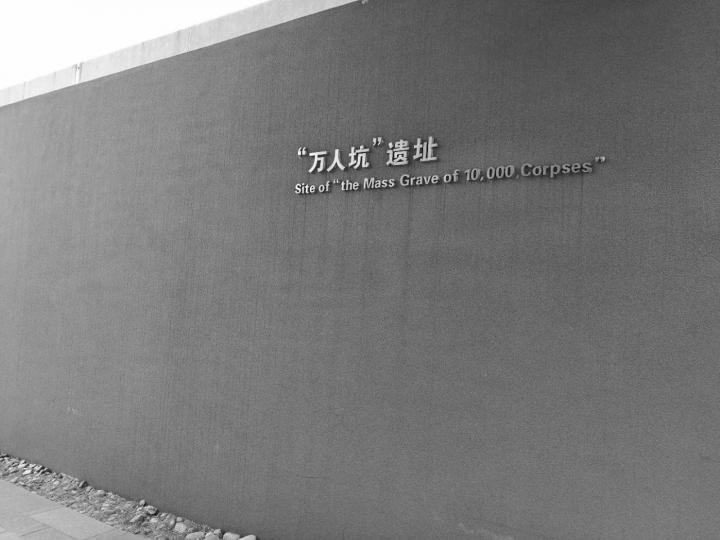 “万人坑”遗址
Site of “the Mass Grave of 10,000 Corpses”